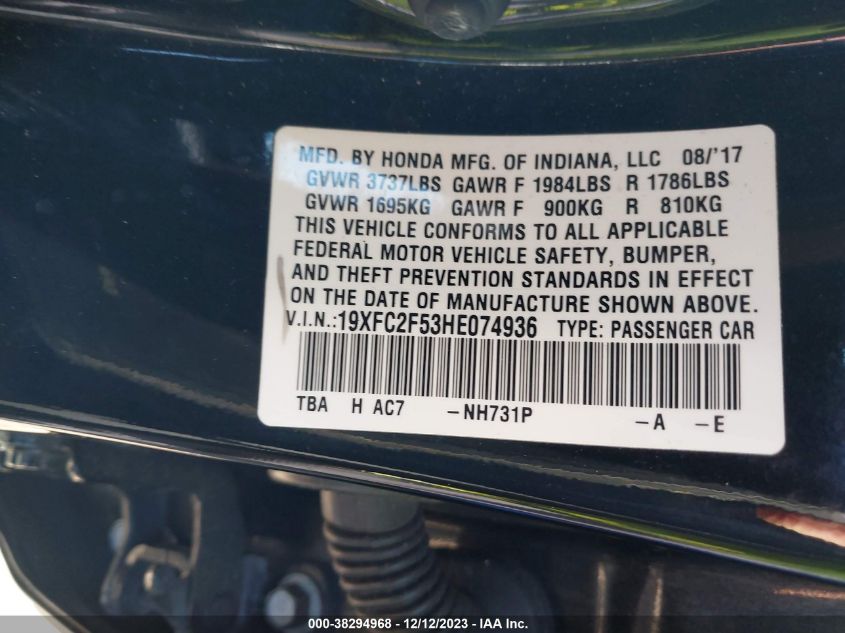 MFD. BY HONDA MFG. OF INDIANA, LLC 08/'17
GVWR 3737LBS GAWR F 1984LBS R 1786LBS
GVWR 1695KG GAWR F 900KG R 810KG
THIS VEHICLE CONFORMS TO ALL APPLICABLE
FEDERAL MOTOR VEHICLE SAFETY, BUMPER,
AND THEFT PREVENTION STANDARDS IN EFFECT
ON THE DATE OF MANUFACTURE SHOWN ABOVE.
V.I.N.:19XFC2F53HE074936 TYPE: PASSENGER CAR
TBA H AC7 -NH731P -A -E
000-38294968 - 12/12/2023 - IAAI - Copyright (c) 2023, IAA, Inc.